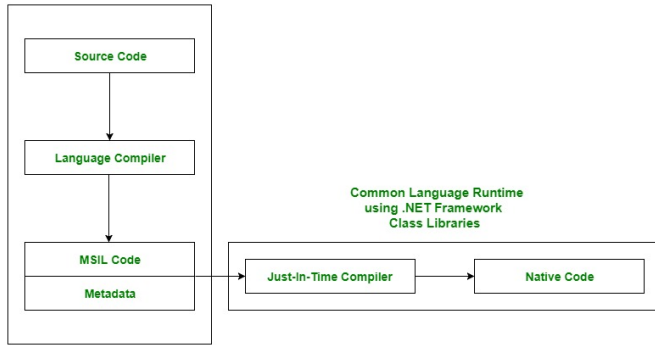 Source Code
Language Compiler
MSIL Code
Metadata
Common Language Runtime
using .NET Framework
Class Libraries
Just-In-Time Compiler
Native Code